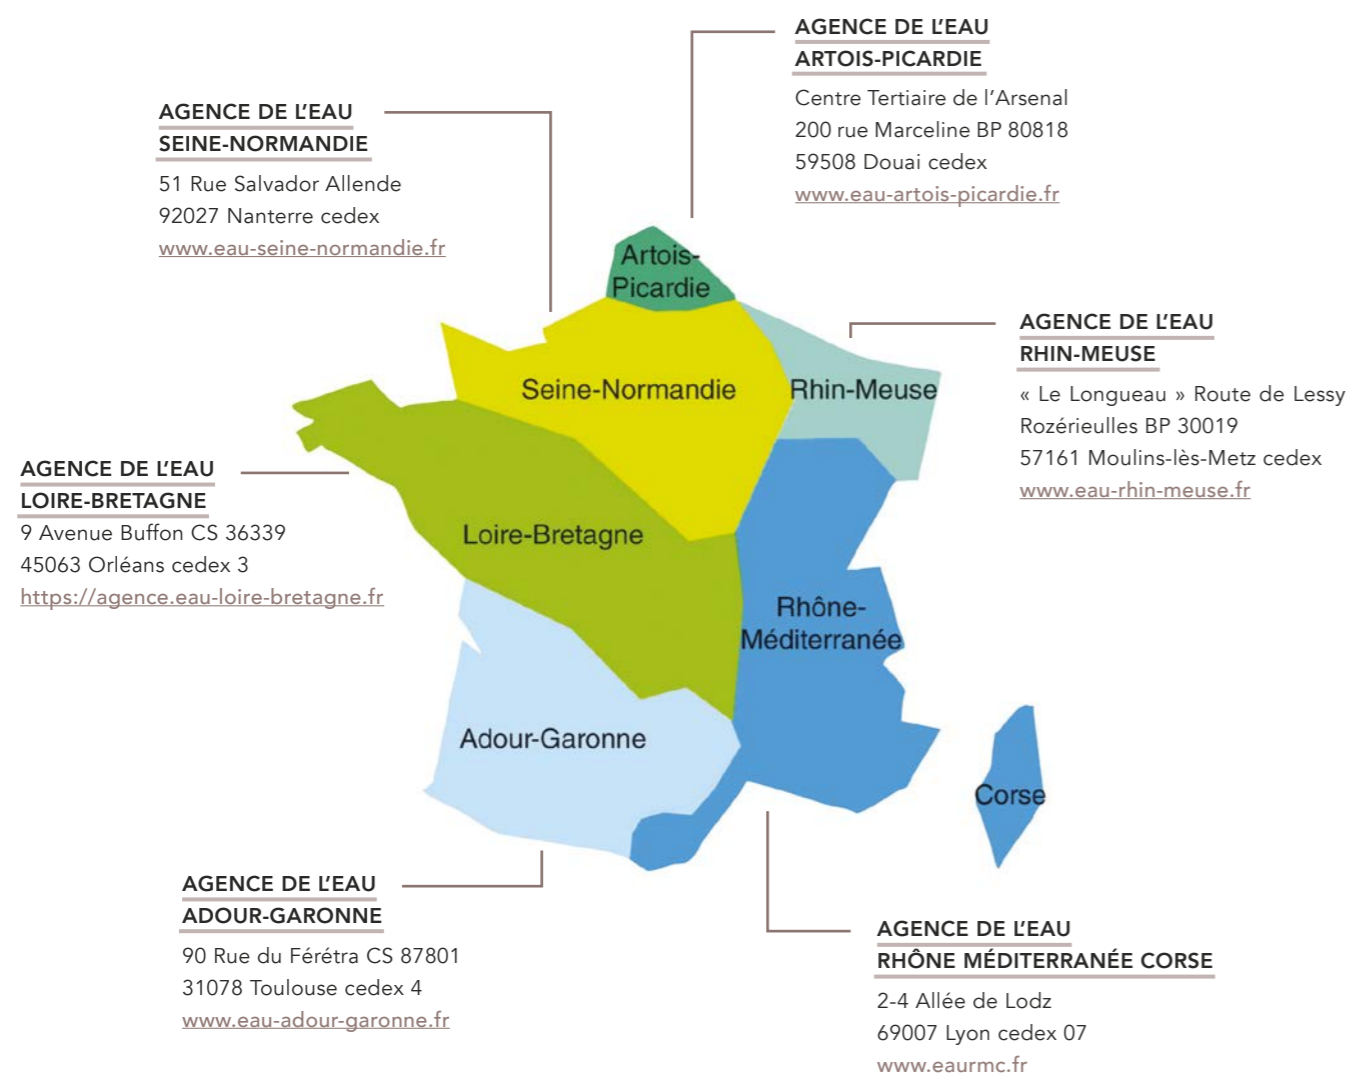 AGENCE DE L'EAU
ARTOIS-PICARDIE
Centre Tertiaire de l'Arsenal
200 rue Marceline BP 80818
59508 Douai cedex
www.eau-artois-picardie.fr
AGENCE DE L'EAU
SEINE-NORMANDIE
51 Rue Salvador Allende
92027 Nanterre cedex
www.eau-seine-normandie.fr
Artois-
Picardie
AGENCE DE L'EAU
RHIN-MEUSE
« Le Longueau » Route de Lessy
Rozérieulles BP 30019
57161 Moulins-lès-Metz cedex
www.eau-rhin-meuse.fr
Seine-Normandie
Rhin-Meuse
AGENCE DE L'EAU
LOIRE-BRETAGNE
9 Avenue Buffon CS 36339
45063 Orléans cedex 3
https://agence.eau-loire-bretagne.fr
Loire-Bretagne
Rhône-
Méditerranée
Adour-Garonne
Corse
AGENCE DE L'EAU
ADOUR-GARONNE
90 Rue du Férétra CS 87801
31078 Toulouse cedex 4
www.eau-adour-garonne.fr
AGENCE DE L'EAU
RHÔNE MÉDITERRANÉE CORSE
2-4 Allée de Lodz
69007 Lyon cedex 07
www.eaurmc.fr